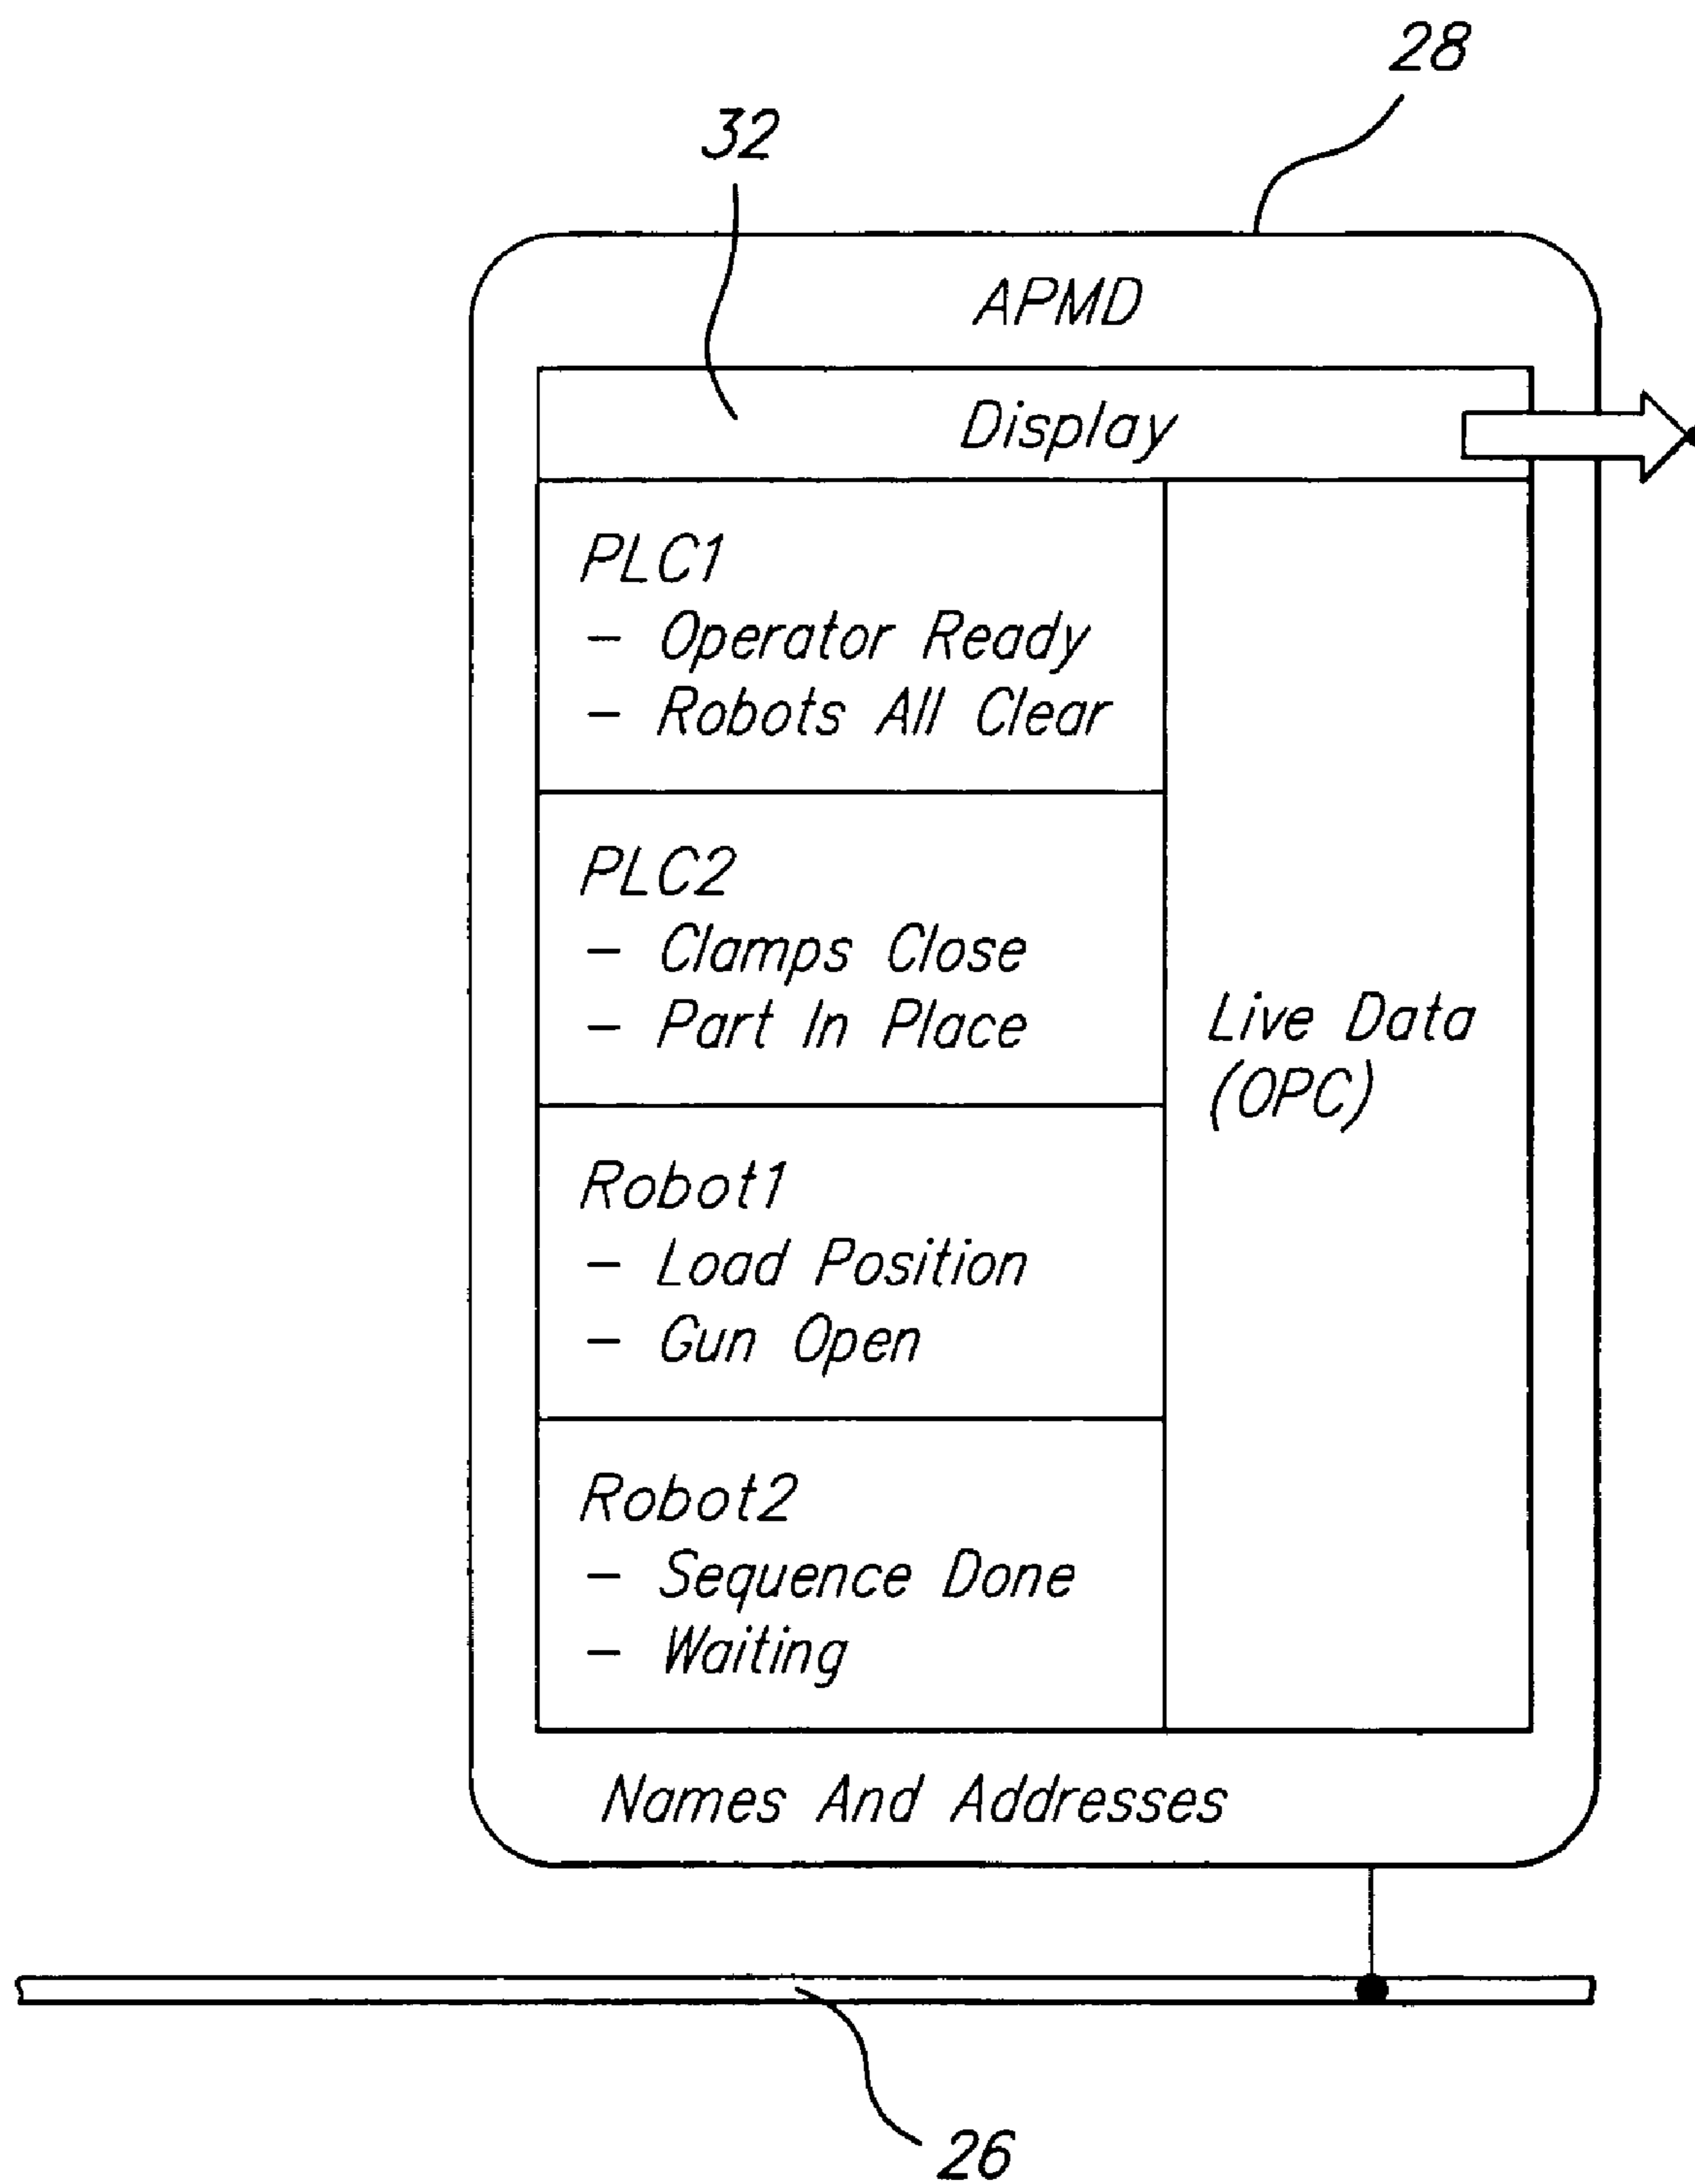 28
32
APMD
Display
PLC1
- Operator Ready
- Robots All Clear
PLC2
- Clamps Close
- Part In Place
Live Data
(OPC)
Robot1
- Load Position
- Gun Open
Robot2
- Sequence Done
- Waiting
Names And Addresses
26